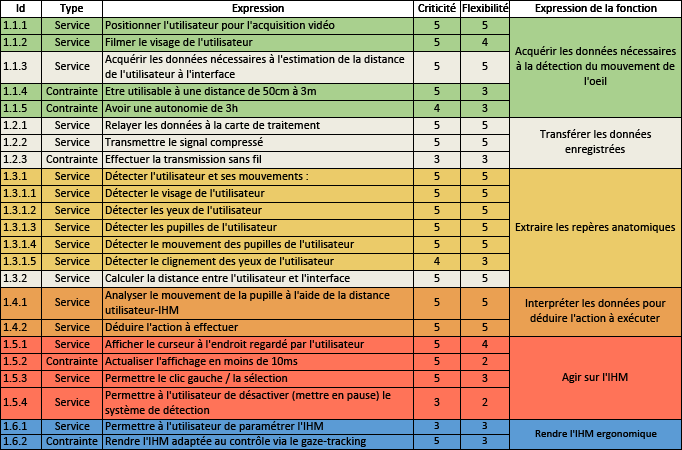 Id Type Expression Criticité Flexibilité Expression de la fonction
1.1.1 Service Positionner l'utilisateur pour l'acquisition vidéo 5 5
1.1.2 Service Filmer le visage de l'utilisateur 5 4
1.1.3 Service Acquérir les données nécessaires à l'estimation de la distance
de l'utilisateur à l'interface 5 5
1.1.4 Contrainte Etre utilisable à une distance de 50cm à 3m 5 3
1.1.5 Contrainte Avoir une autonomie de 3h 4 3
Acquérir les données nécessaires
à la détection du mouvement de
l'oeil
1.2.1 Service Relayer les données à la carte de traitement 5 5
1.2.2 Service Transmettre le signal compressé 5 5
1.2.3 Contrainte Effectuer la transmission sans fil 3 3
Transférer les données
enregistrées
1.3.1 Service Détecter l'utilisateur et ses mouvements : 5 5
1.3.1.1 Service Détecter le visage de l'utilisateur 5 5
1.3.1.2 Service Détecter les yeux de l'utilisateur 5 5
1.3.1.3 Service Détecter les pupilles de l'utilisateur 5 5
1.3.1.4 Service Détecter le mouvement des pupilles de l'utilisateur 5 5
1.3.1.5 Service Détecter le clignement des yeux de l'utilisateur 4 3
1.3.2 Service Calculer la distance entre l'utilisateur et l'interface 5 5
Extraire les repères anatomiques
1.4.1 Service Analyser le mouvement de la pupille à l'aide de la distance
utilisateur-IHM 5 5
1.4.2 Service Déduire l'action à effectuer 5 5
Interpréter les données pour
déduire l'action à exécuter
1.5.1 Service Afficher le curseur à l'endroit regardé par l'utilisateur 5 4
1.5.2 Contrainte Actualiser l'affichage en moins de 10ms 5 2
1.5.3 Service Permettre le clic gauche / la sélection 5 3
1.5.4 Service Permettre à l'utilisateur de désactiver (mettre en pause) le
système de détection 3 2
Agir sur l'IHM
1.6.1 Service Permettre à l'utilisateur de paramétrer l'IHM 3 3
1.6.2 Contrainte Rendre l'IHM adaptée au contrôle via le gaze-tracking 5 3
Rendre l'IHM ergonomique